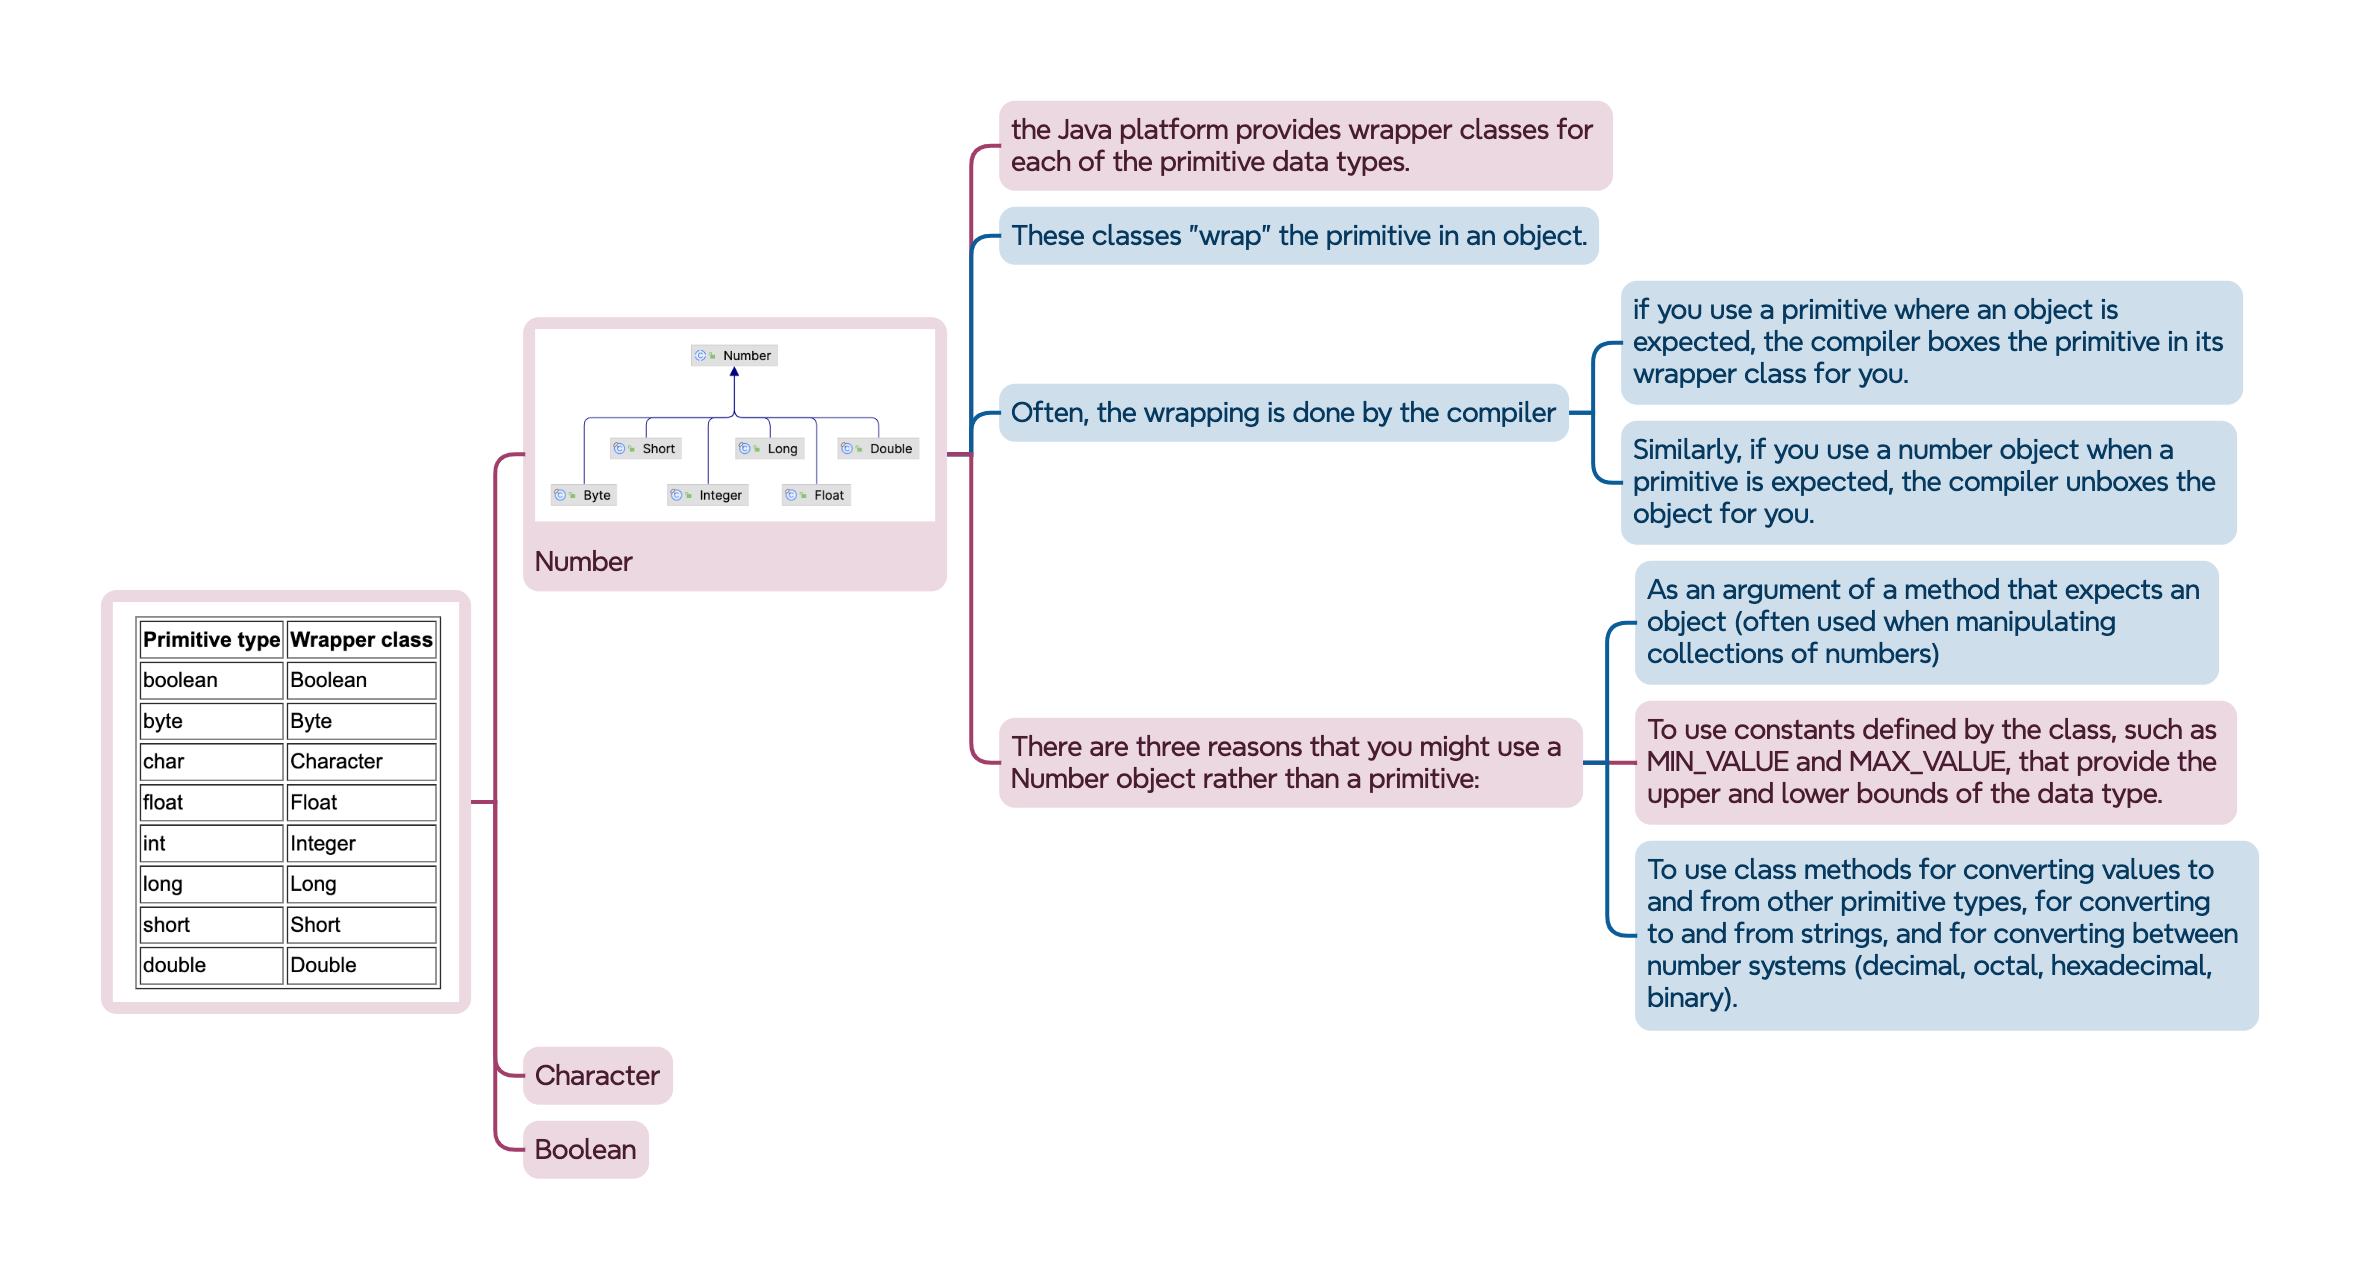 Primitive type Wrapper class
boolean Boolean
byte Byte
char Character
float Float
int Integer
long Long
short Short
double Double
Number
Short Long Double
Byte Integer Float
Number
the Java platform provides wrapper classes for
each of the primitive data types.
These classes "wrap" the primitive in an object.
Often, the wrapping is done by the compiler
if you use a primitive where an object is
expected, the compiler boxes the primitive in its
wrapper class for you.
Similarly, if you use a number object when a
primitive is expected, the compiler unboxes the
object for you.
There are three reasons that you might use a
Number object rather than a primitive:
As an argument of a method that expects an
object (often used when manipulating
collections of numbers)
To use constants defined by the class, such as
MIN_VALUE and MAX_VALUE, that provide the
upper and lower bounds of the data type.
To use class methods for converting values to
and from other primitive types, for converting
to and from strings, and for converting between
number systems (decimal, octal, hexadecimal,
binary).
Character
Boolean